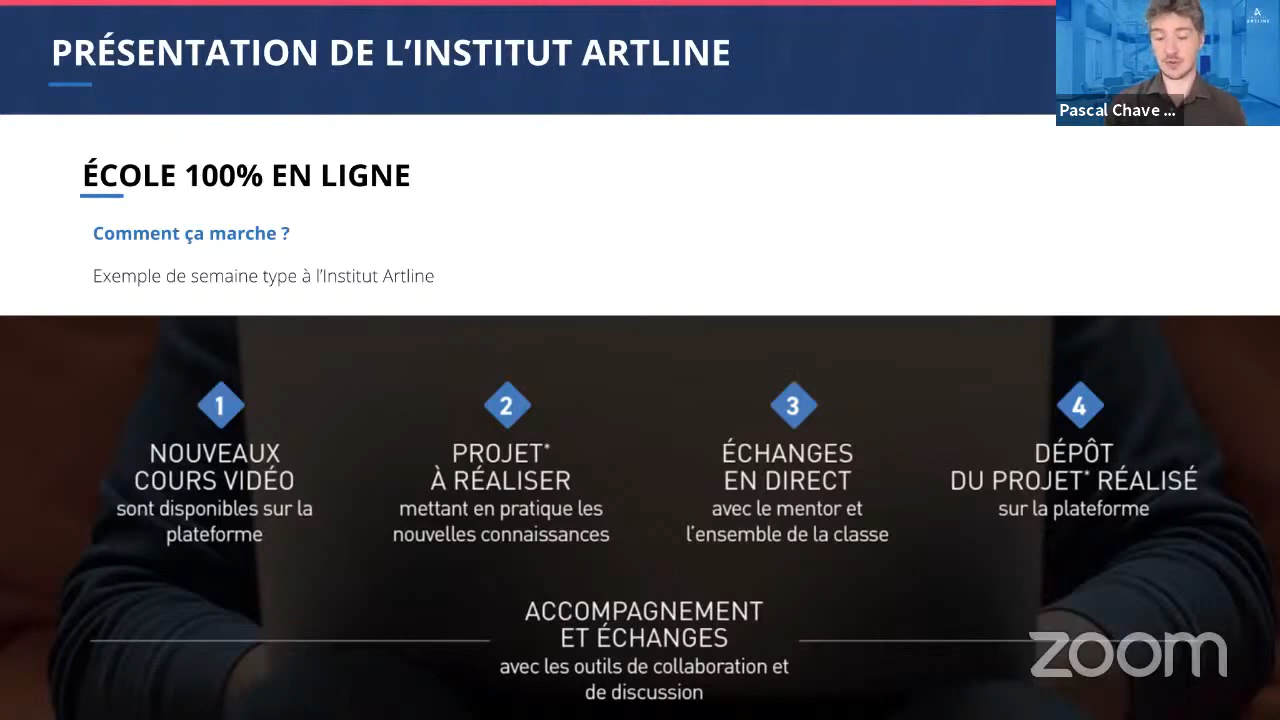 PRÉSENTATION DE L’INSTITUT ARTLINE
ARTLINE
Pascal Chave ...
ÉCOLE 100% EN LIGNE
Comment ça marche ?
Exemple de semaine type à l’Institut Artline
1
NOUVEAUX
COURS VIDÉO
sont disponibles sur la
plateforme
2
PROJET*
À RÉALISER
mettant en pratique les
nouvelles connaissances
3
ÉCHANGES
EN DIRECT
avec le mentor et
l’ensemble de la classe
4
DÉPÔT
DU PROJET* RÉALISÉ
sur la plateforme
ACCOMPAGNEMENT
ET ÉCHANGES
avec les outils de collaboration et
de discussion
zoom